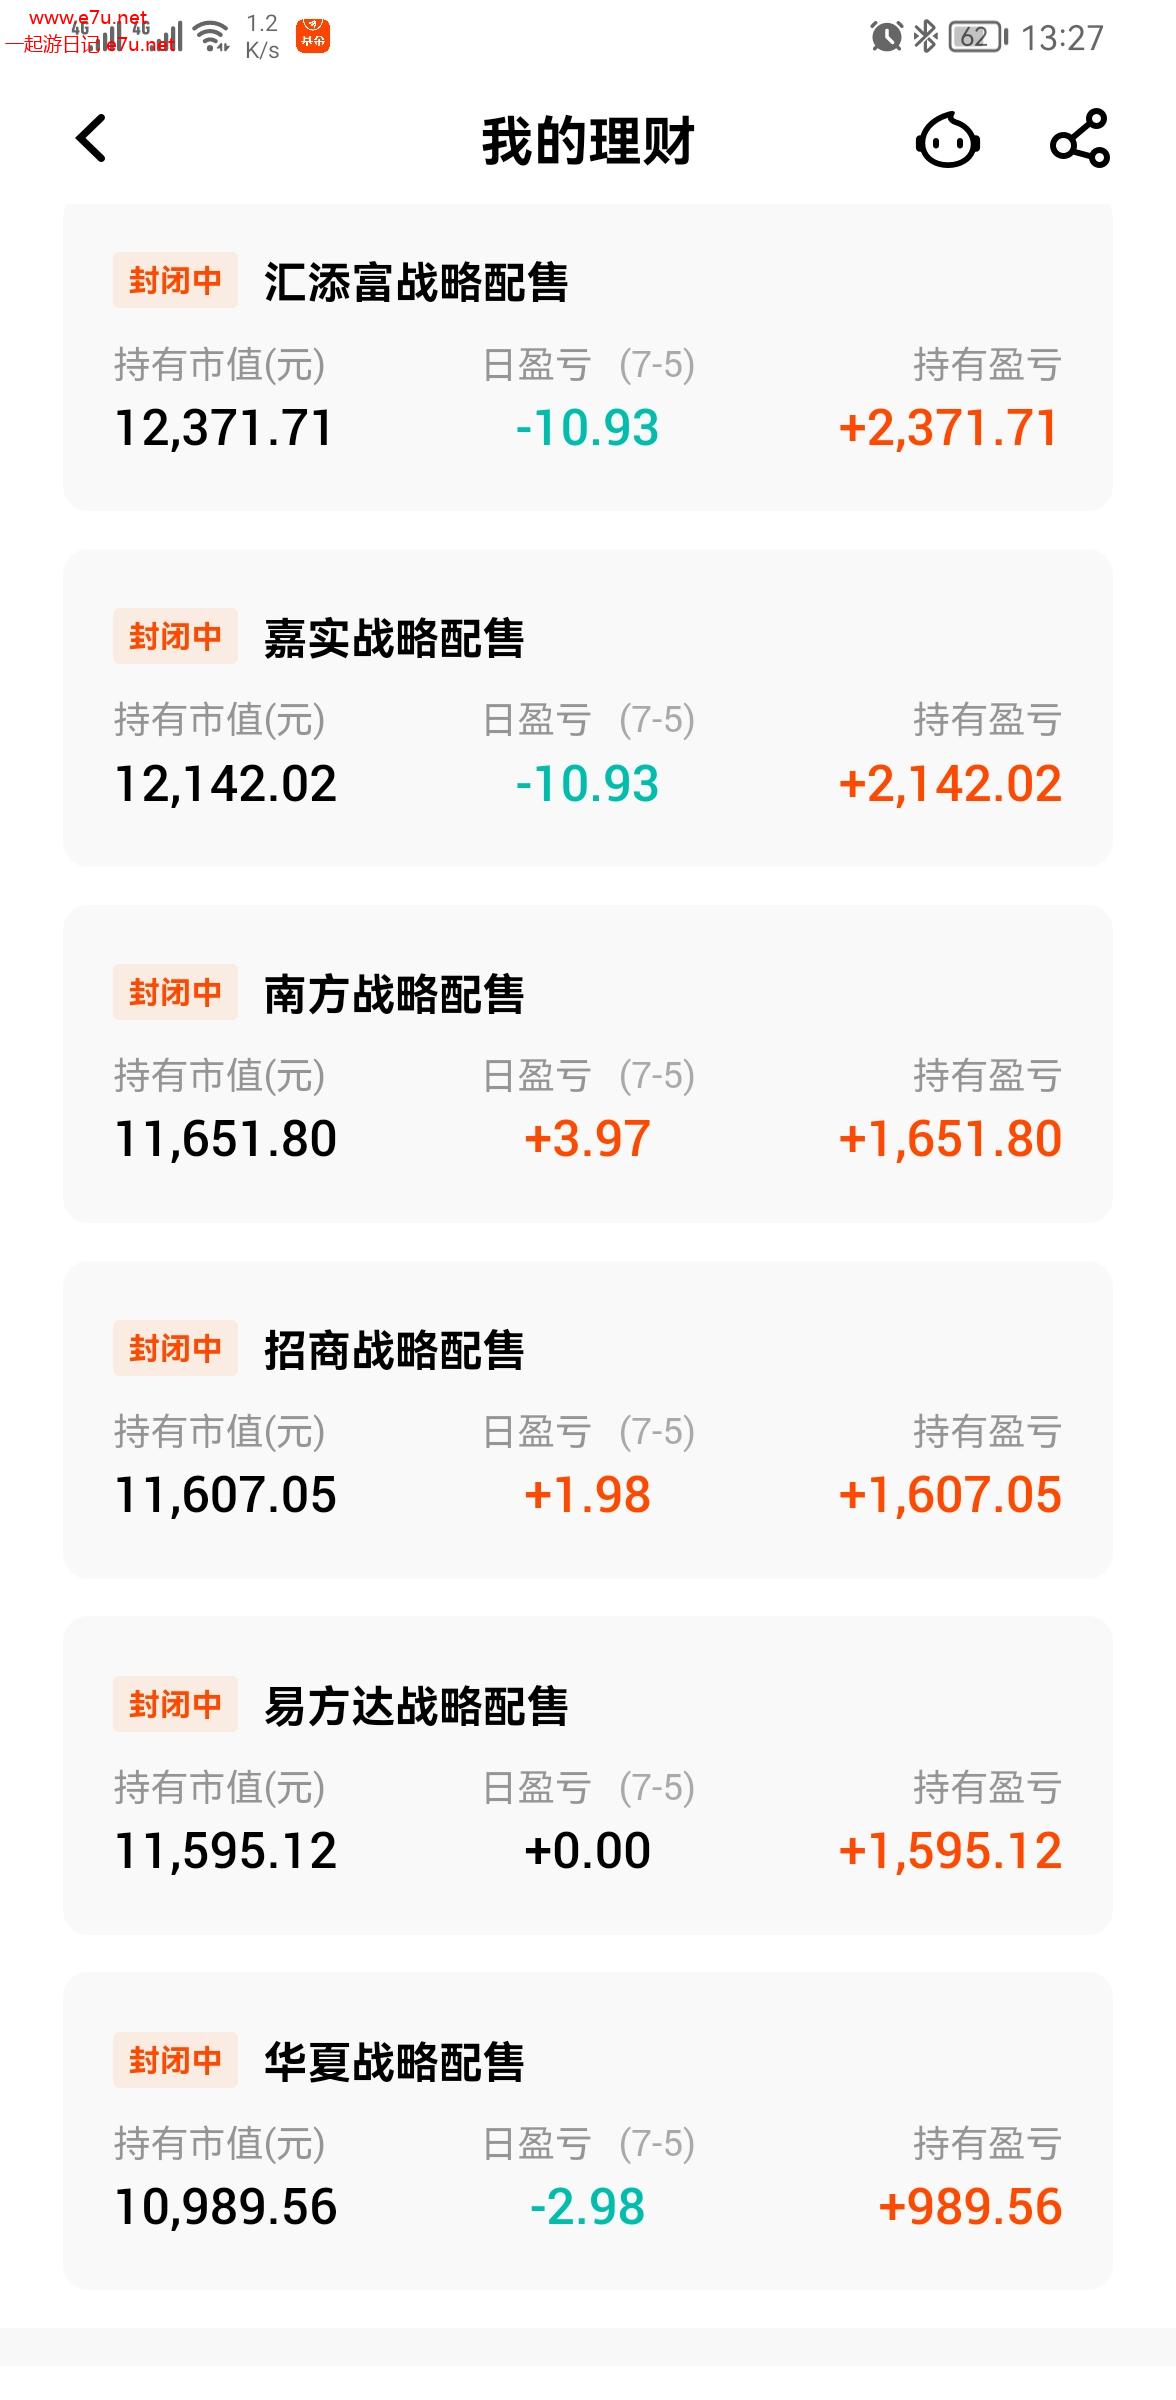 www.e7u.net
一起游日记 e7u.net
4G 4G 1.2 K/s 基金 62 13:27
我的理财
封闭中 汇添富战略配售
持有市值(元) 日盈亏 (7-5) 持有盈亏
12,371.71 -10.93 +2,371.71
封闭中 嘉实战略配售
持有市值(元) 日盈亏 (7-5) 持有盈亏
12,142.02 -10.93 +2,142.02
封闭中 南方战略配售
持有市值(元) 日盈亏 (7-5) 持有盈亏
11,651.80 +3.97 +1,651.80
封闭中 招商战略配售
持有市值(元) 日盈亏 (7-5) 持有盈亏
11,607.05 +1.98 +1,607.05
封闭中 易方达战略配售
持有市值(元) 日盈亏 (7-5) 持有盈亏
11,595.12 +0.00 +1,595.12
封闭中 华夏战略配售
持有市值(元) 日盈亏 (7-5) 持有盈亏
10,989.56 -2.98 +989.56